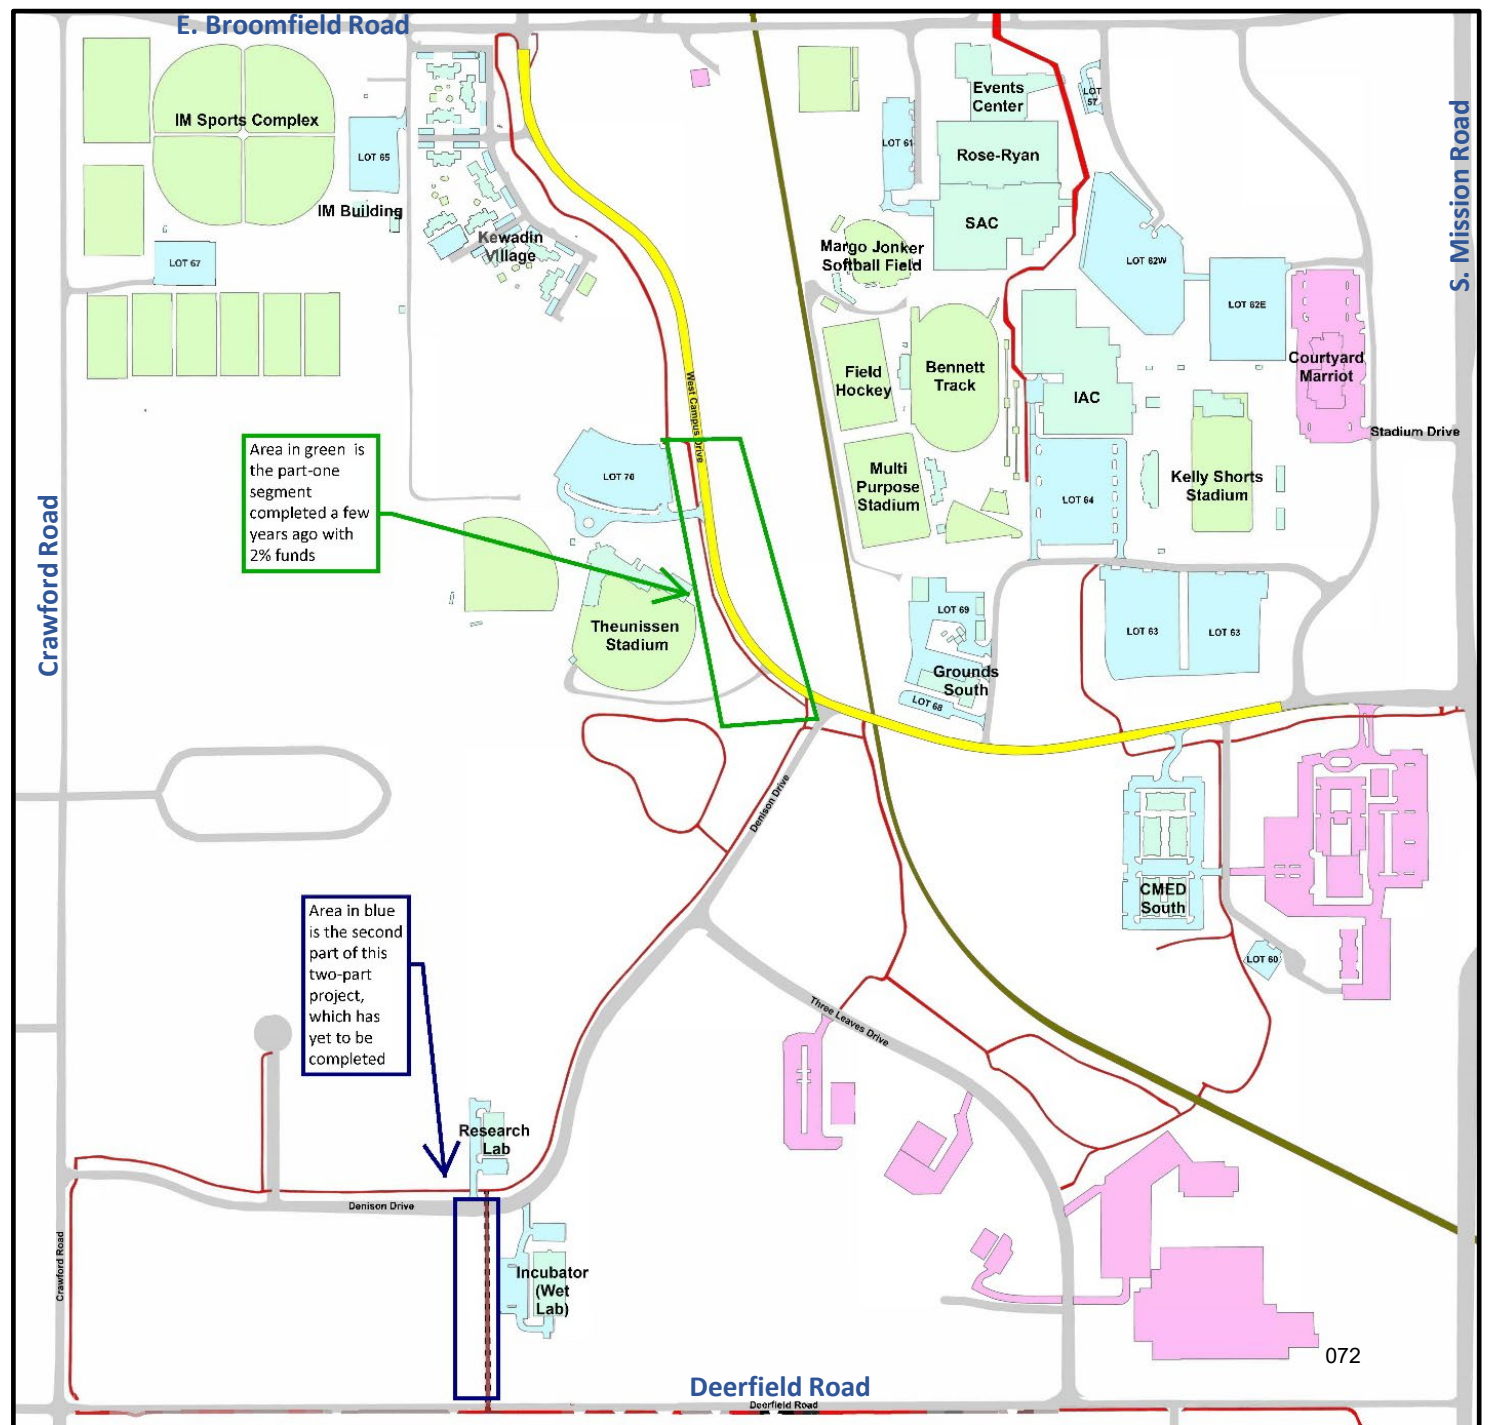 E. Broomfield Road
IM Sports Complex
LOT 65
IM Building
LOT 67
Kewadin
Village
Events
Center
LOT
57
LOT 61
Rose-Ryan
SAC
Margo Jonker
Softball Field
LOT 62W
LOT 62E
S. Mission Road
Courtyard
Marriot
Stadium Drive
Field
Hockey
Bennett
Track
IAC
Multi
Purpose
Stadium
LOT 64
Kelly Shorts
Stadium
West Campus Drive
LOT 70
Area in green is
the part-one
segment
completed a few
years ago with
2% funds
Crawford Road
Theunissen
Stadium
LOT 69
Grounds
South
LOT 68
LOT 63
LOT 63
Denison Drive
CMED
South
LOT 60
Area in blue
is the second
part of this
two-part
project,
which has
yet to be
completed
Three Leaves Drive
Research
Lab
Denison Drive
Crawford Road
Incubator
(Wet
Lab)
072
Deerfield Road
Deerfield Road